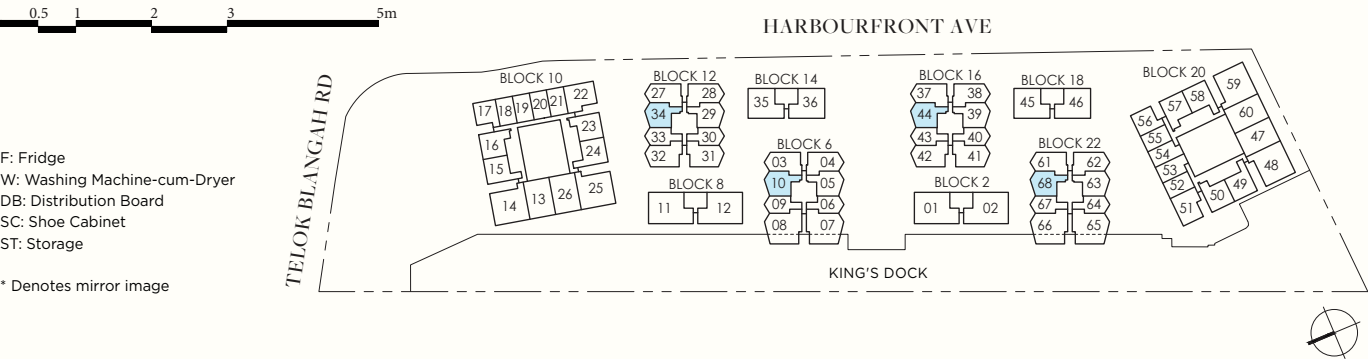 0.5 1 2 3 5m
HARBOURFRONT AVE
TELOK BLANGAH RD
F: Fridge
W: Washing Machine-cum-Dryer
DB: Distribution Board
SC: Shoe Cabinet
ST: Storage
* Denotes mirror image
BLOCK 10
17 18 19 20 21 22
16 23
15 24
14 13 26 25
BLOCK 12
27 28
34 29
33 30
32 31
BLOCK 14
35 36
BLOCK 8
11 12
BLOCK 6
03 04
10 05
09 06
08 07
BLOCK 16
37 38
44 39
43 40
42 41
BLOCK 18
45 46
BLOCK 2
01 02
BLOCK 22
61 62
68 63
67 64
66 65
BLOCK 20
59
58
57
56 60
55 47
54
53 48
52 49
51 50
KING'S DOCK